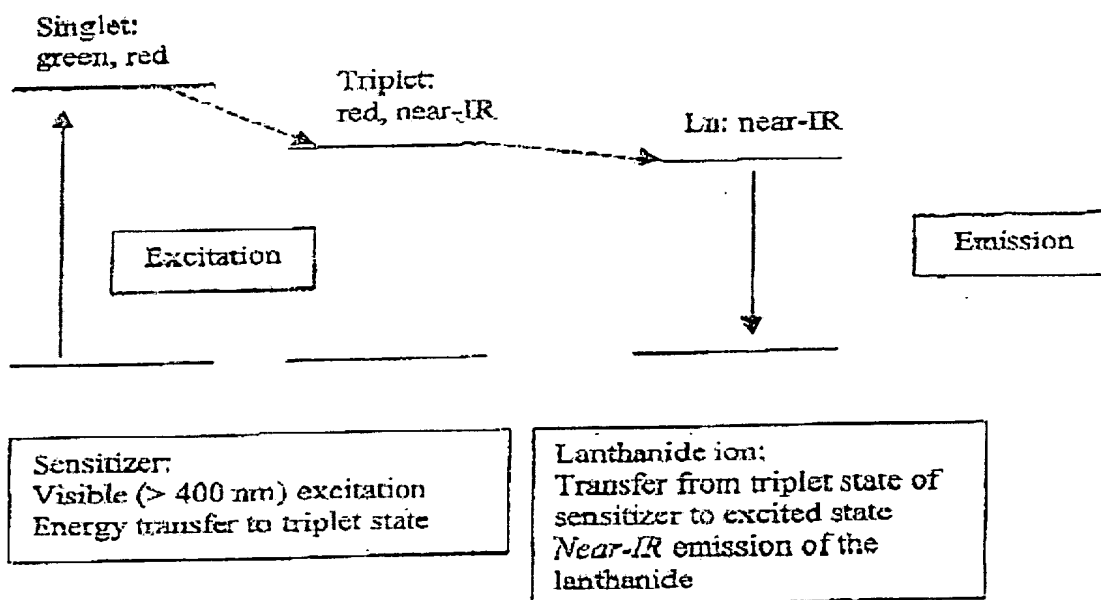 Singlet:
green, red
Triplet:
red, near-IR
Ln: near-IR
Excitation
Emission
Sensitizer:
Visible (> 400 nm) excitation
Energy transfer to triplet state
Lanthanide ion:
Transfer from triplet state of
sensitizer to excited state
Near-IR emission of the
lanthanide